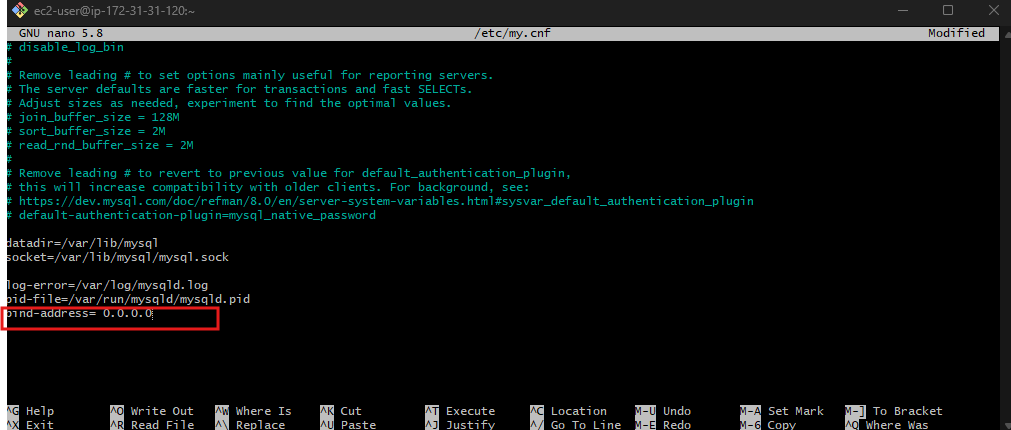 ec2-user@ip-172-31-31-120:~
GNU nano 5.8 /etc/my.cnf Modified
# disable_log_bin
#
# Remove leading # to set options mainly useful for reporting servers.
# The server defaults are faster for transactions and fast SELECTs.
# Adjust sizes as needed, experiment to find the optimal values.
# join_buffer_size = 128M
# sort_buffer_size = 2M
# read_rnd_buffer_size = 2M
#
# Remove leading # to revert to previous value for default_authentication_plugin,
# this will increase compatibility with older clients. For background, see:
# https://dev.mysql.com/doc/refman/8.0/en/server-system-variables.html#sysvar_default_authentication_plugin
# default-authentication-plugin=mysql_native_password
datadir=/var/lib/mysql
socket=/var/lib/mysql/mysql.sock
log-error=/var/log/mysqld.log
pid-file=/var/run/mysqld/mysqld.pid
bind-address= 0.0.0.0
^G Help ^O Write Out ^W Where Is ^K Cut ^T Execute ^C Location M-U Undo M-A Set Mark M-] To Bracket
^X Exit ^R Read File ^\ Replace ^U Paste ^J Justify ^/ Go To Line M-E Redo M-6 Copy ^Q Where Was